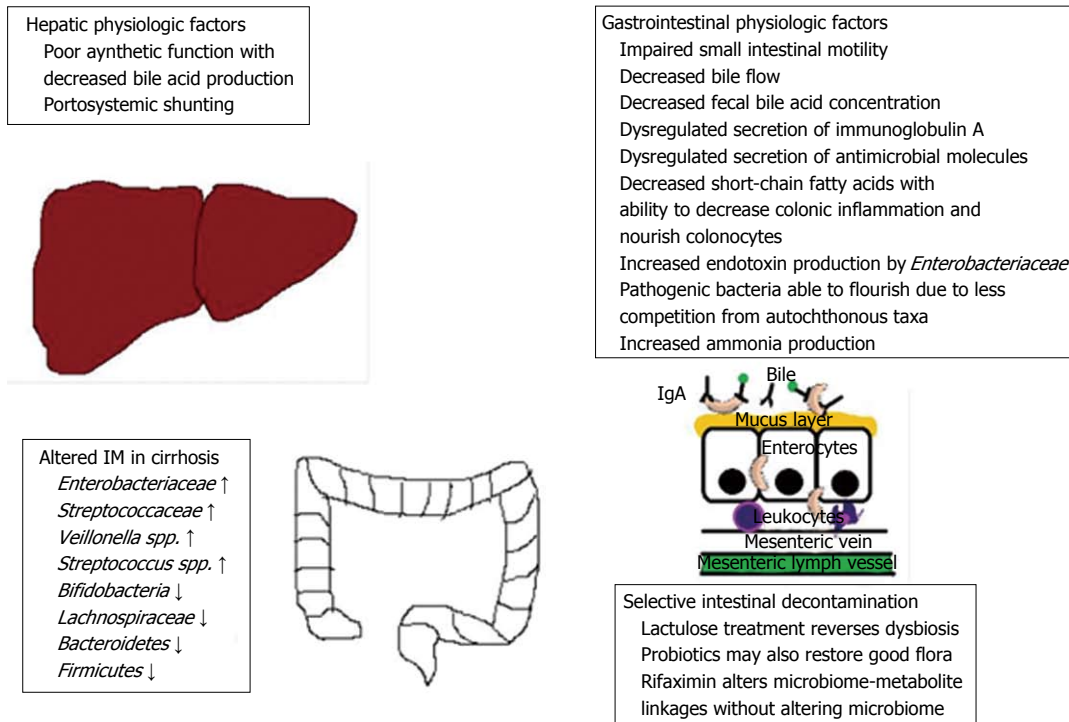 Hepatic physiologic factors
Poor aynthetic function with
decreased bile acid production
Portosystemic shunting
Gastrointestinal physiologic factors
Impaired small intestinal motility
Decreased bile flow
Decreased fecal bile acid concentration
Dysregulated secretion of immunoglobulin A
Dysregulated secretion of antimicrobial molecules
Decreased short-chain fatty acids with
ability to decrease colonic inflammation and
nourish colonocytes
Increased endotoxin production by Enterobacteriaceae
Pathogenic bacteria able to flourish due to less
competition from autochthonous taxa
Increased ammonia production
Altered IM in cirrhosis
Enterobacteriaceae ↑
Streptococcaceae ↑
Veillonella spp. ↑
Streptococcus spp. ↑
Bifidobacteria ↓
Lachnospiraceae ↓
Bacteroidetes ↓
Firmicutes ↓
Bile
IgA
Mucus layer
Enterocytes
Leukocytes
Mesenteric vein
Mesenteric lymph vessel
Selective intestinal decontamination
Lactulose treatment reverses dysbiosis
Probiotics may also restore good flora
Rifaximin alters microbiome-metabolite
linkages without altering microbiome